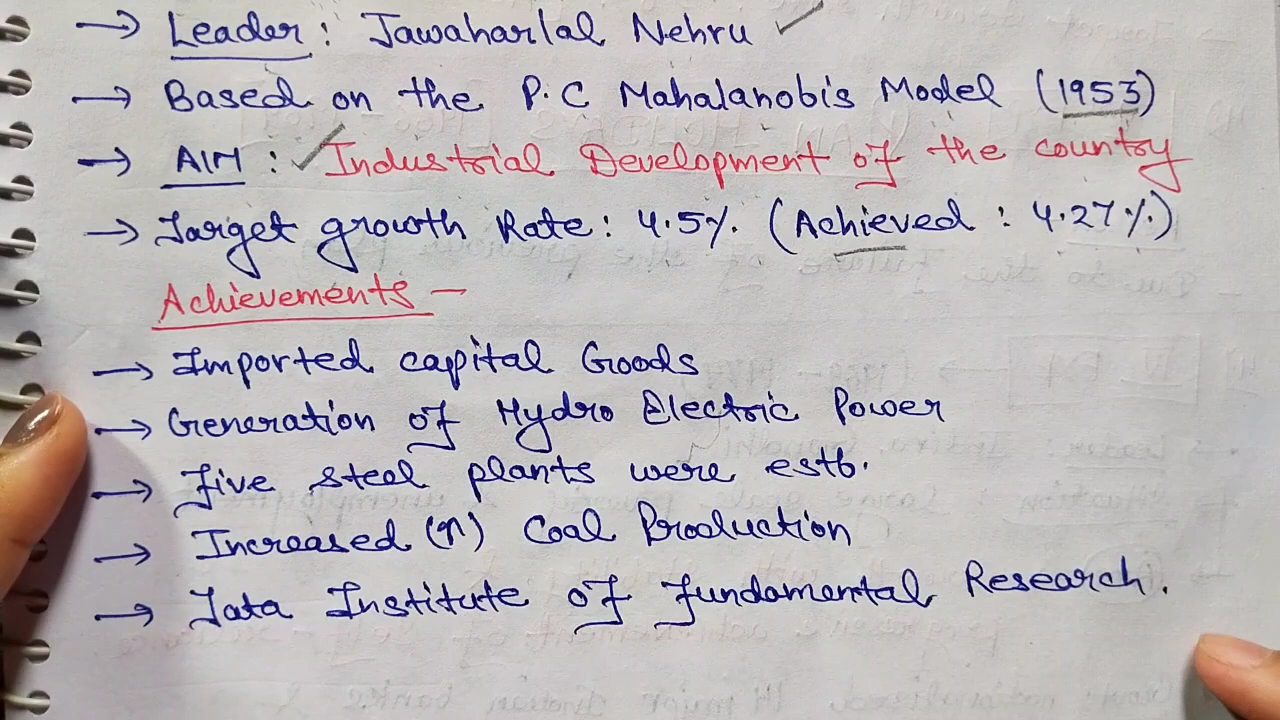 → Leader: Jawaharlal Nehru ✓
→ Based on the P.C Mahalanobis Model (1953)
→ AIM: ✓ Industrial Development of the country
→ Target growth Rate: 4.5%. (Achieved: 4.27%.)
Achievements -
→ Imported capital Goods
→ Generation of Hydro Electric Power
→ Five steel plants were estb.
→ Increased (↑) Coal Production
→ Tata Institute of Fundamental Research.